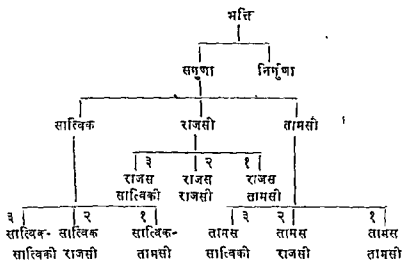 भक्ति
सगुणा निर्गुणा
सात्विक राजसी तामसी
३ २ १
राजस राजस राजस
सात्विकी राजसी तामसी
३ २ १ ३ २ १
सात्विक- सात्विक सात्विक- तामस तामस तामस
सात्विकी राजसी तामसी सात्विकी राजसी तामसी